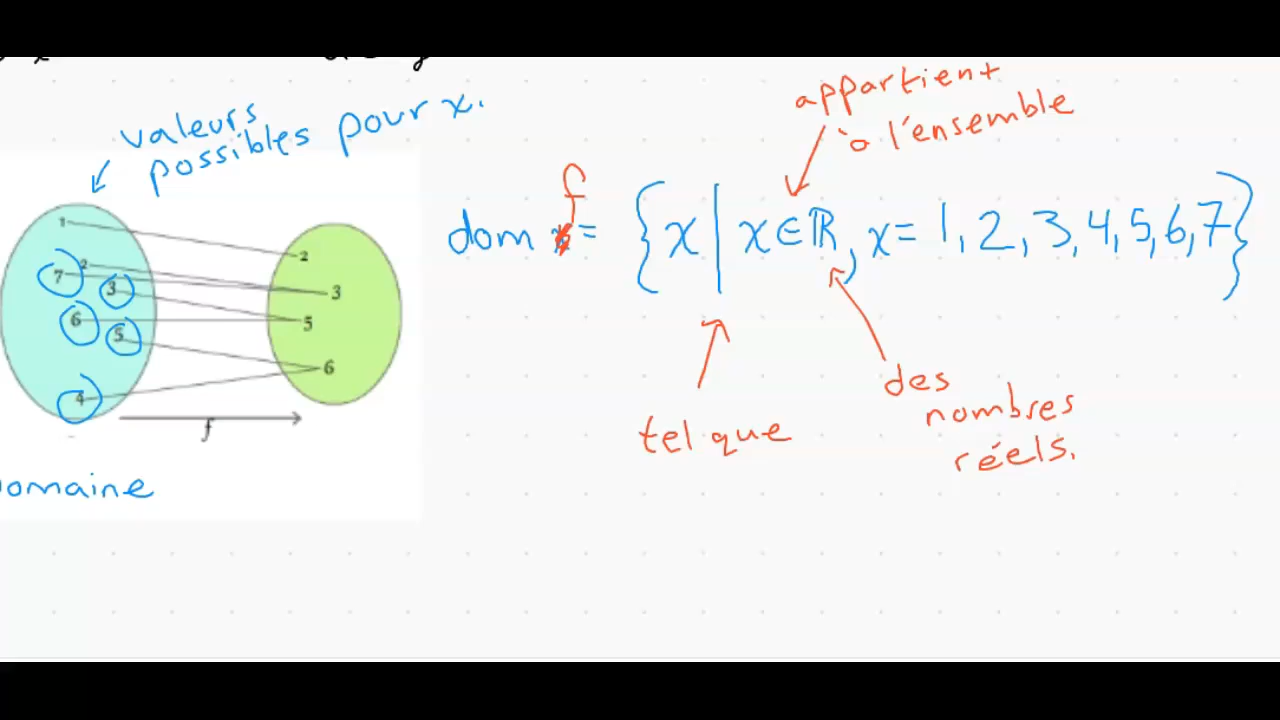 valeurs
possibles pour x.
appartient
à l'ensemble
dom f = { x | x ∈ ℝ, x = 1, 2, 3, 4, 5, 6, 7 }
1
2
7
3
6
5
4
2
3
5
6
f
tel que
des
nombres
réels.
omaine